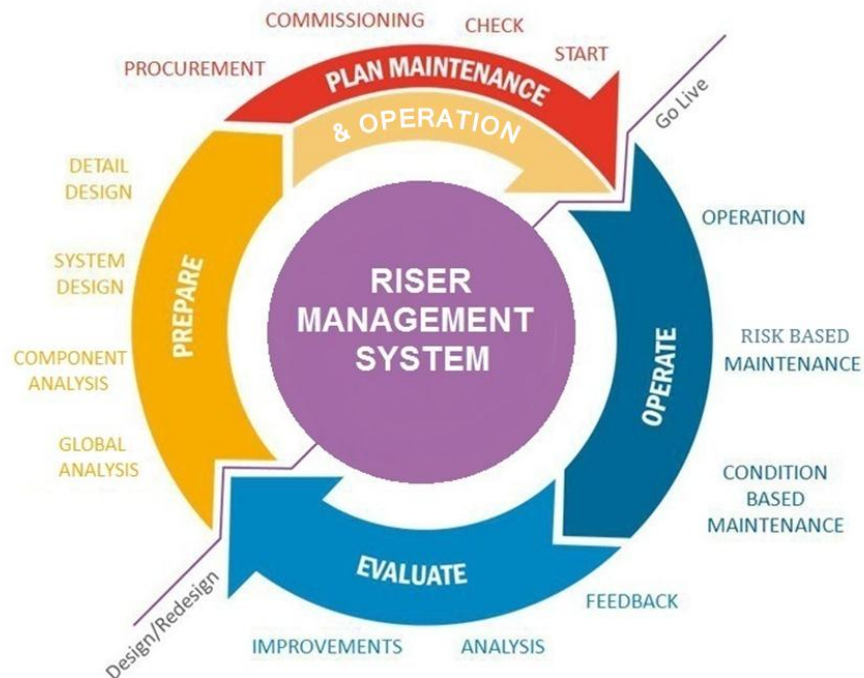 COMMISSIONING
CHECK
START
PROCUREMENT
PLAN MAINTENANCE
& OPERATION
Go Live
DETAIL
DESIGN
SYSTEM
DESIGN
COMPONENT
ANALYSIS
GLOBAL
ANALYSIS
PREPARE
RISER
MANAGEMENT
SYSTEM
OPERATION
RISK BASED
MAINTENANCE
CONDITION
BASED
MAINTENANCE
OPERATE
EVALUATE
FEEDBACK
ANALYSIS
IMPROVEMENTS
Design/Redesign